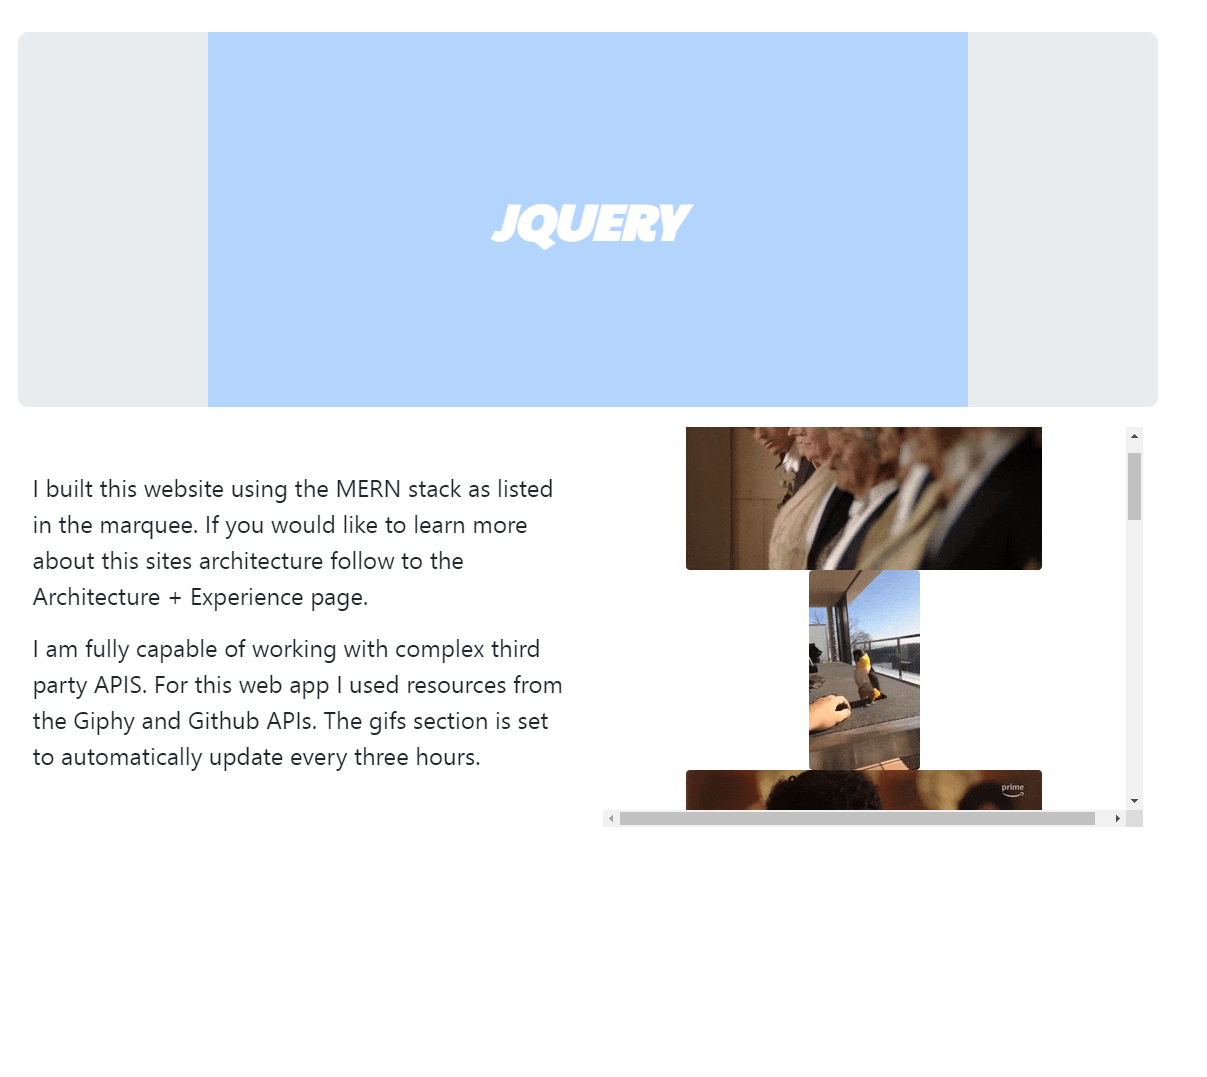 JQUERY
I built this website using the MERN stack as listed
in the marquee. If you would like to learn more
about this sites architecture follow to the
Architecture + Experience page.
I am fully capable of working with complex third
party APIS. For this web app I used resources from
the Giphy and Github APIs. The gifs section is set
to automatically update every three hours.
prime